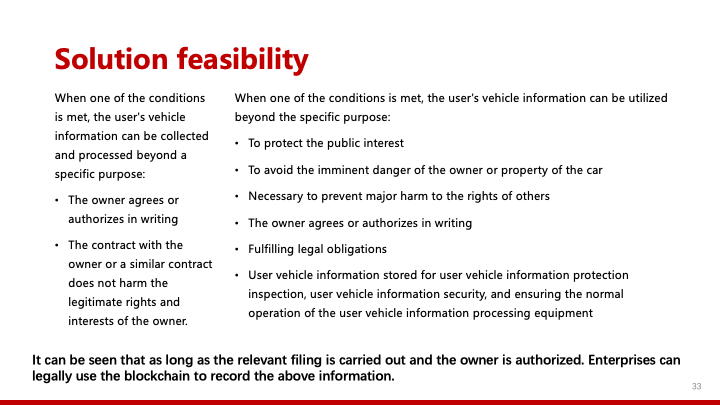 Solution feasibility
When one of the conditions
is met, the user's vehicle
information can be collected
and processed beyond a
specific purpose:
• The owner agrees or
authorizes in writing
• The contract with the
owner or a similar contract
does not harm the
legitimate rights and
interests of the owner.
When one of the conditions is met, the user's vehicle information can be utilized
beyond the specific purpose:
• To protect the public interest
• To avoid the imminent danger of the owner or property of the car
• Necessary to prevent major harm to the rights of others
• The owner agrees or authorizes in writing
• Fulfilling legal obligations
• User vehicle information stored for user vehicle information protection
inspection, user vehicle information security, and ensuring the normal
operation of the user vehicle information processing equipment
It can be seen that as long as the relevant filing is carried out and the owner is authorized. Enterprises can
legally use the blockchain to record the above information.
33